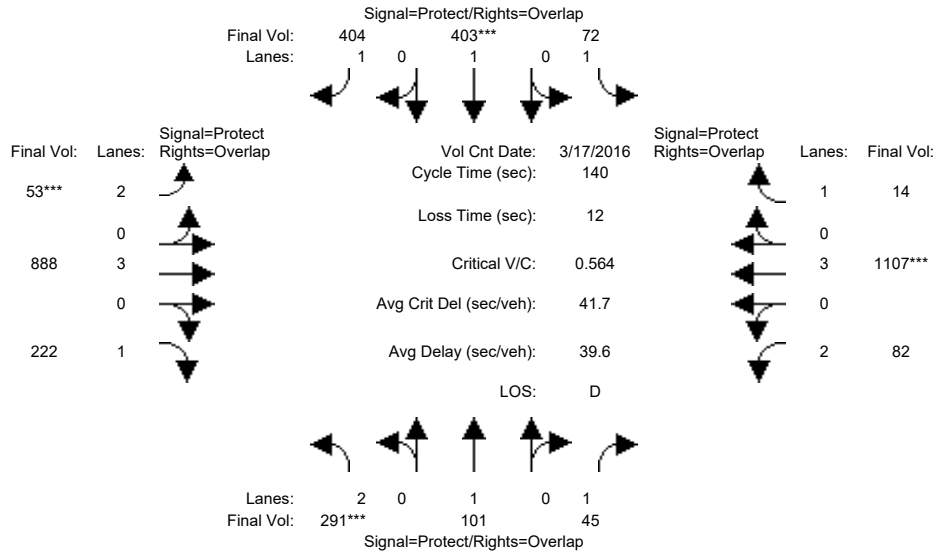 Signal=Protect/Rights=Overlap
Final Vol: 404 403*** 72
Lanes: 1 0 1 0 1
Signal=Protect Signal=Protect
Final Vol: Lanes: Rights=Overlap Vol Cnt Date: 3/17/2016 Rights=Overlap Lanes: Final Vol:
Cycle Time (sec): 140
53*** 2 1 14
Loss Time (sec): 12
0 0
888 3 Critical V/C: 0.564 3 1107***
0 Avg Crit Del (sec/veh): 41.7 0
222 1 Avg Delay (sec/veh): 39.6 2 82
LOS: D
Lanes: 2 0 1 0 1
Final Vol: 291*** 101 45
Signal=Protect/Rights=Overlap